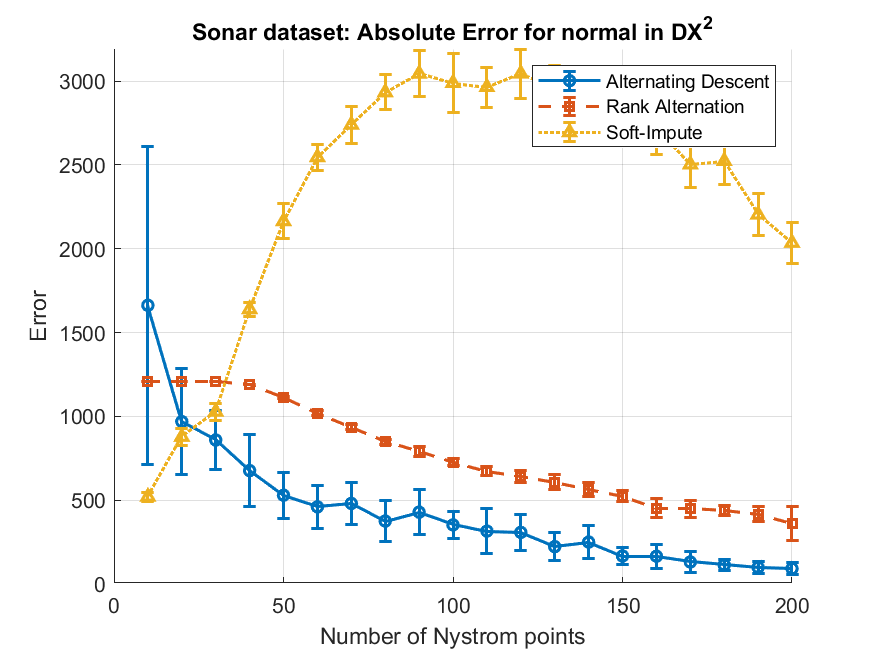 Sonar dataset: Absolute Error for normal in DX²
Alternating Descent
Rank Alternation
Soft-Impute
3000
2500
2000
1500
1000
500
0
Error
0 50 100 150 200
Number of Nystrom points